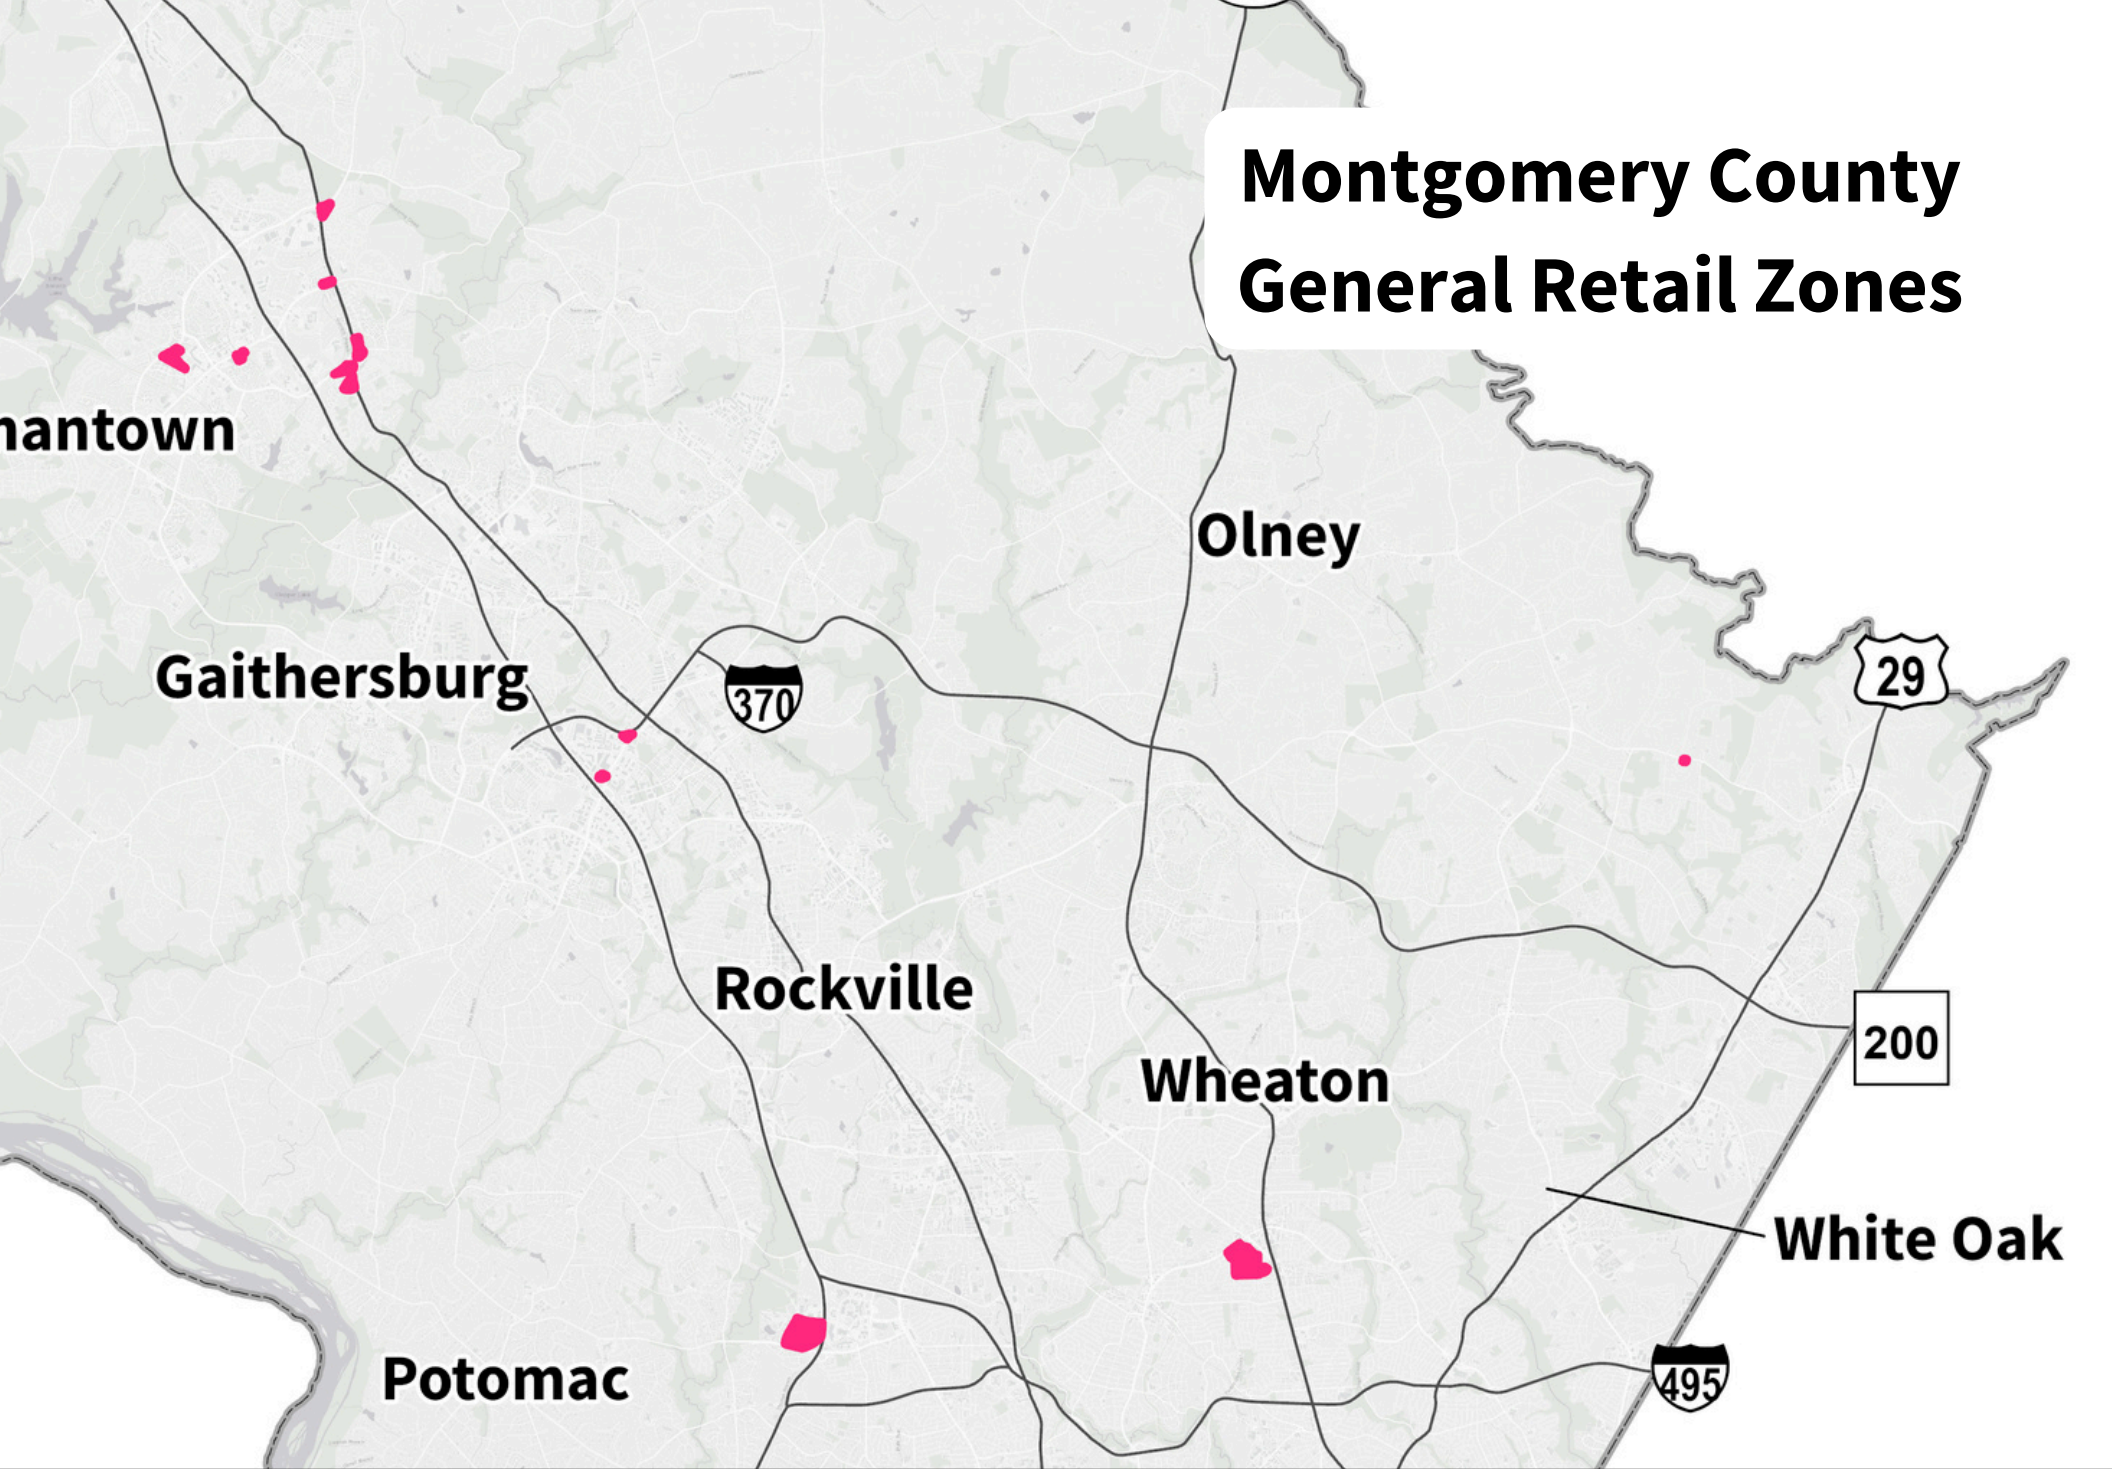 Montgomery County
General Retail Zones
nantown
Olney
Gaithersburg
370
29
Rockville
200
Wheaton
White Oak
Potomac
495